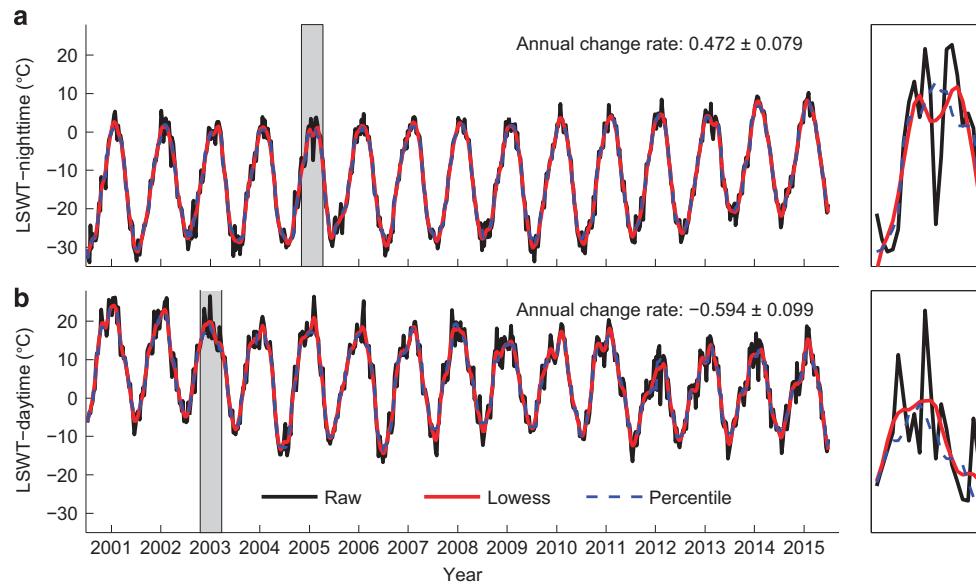 a
20
10
0
−10
−20
−30
LSWT−nighttime (°C)
Annual change rate: 0.472 ± 0.079
b
20
10
0
−10
−20
−30
LSWT−daytime (°C)
Annual change rate: −0.594 ± 0.099
Raw Lowess Percentile
2001 2002 2003 2004 2005 2006 2007 2008 2009 2010 2011 2012 2013 2014 2015
Year